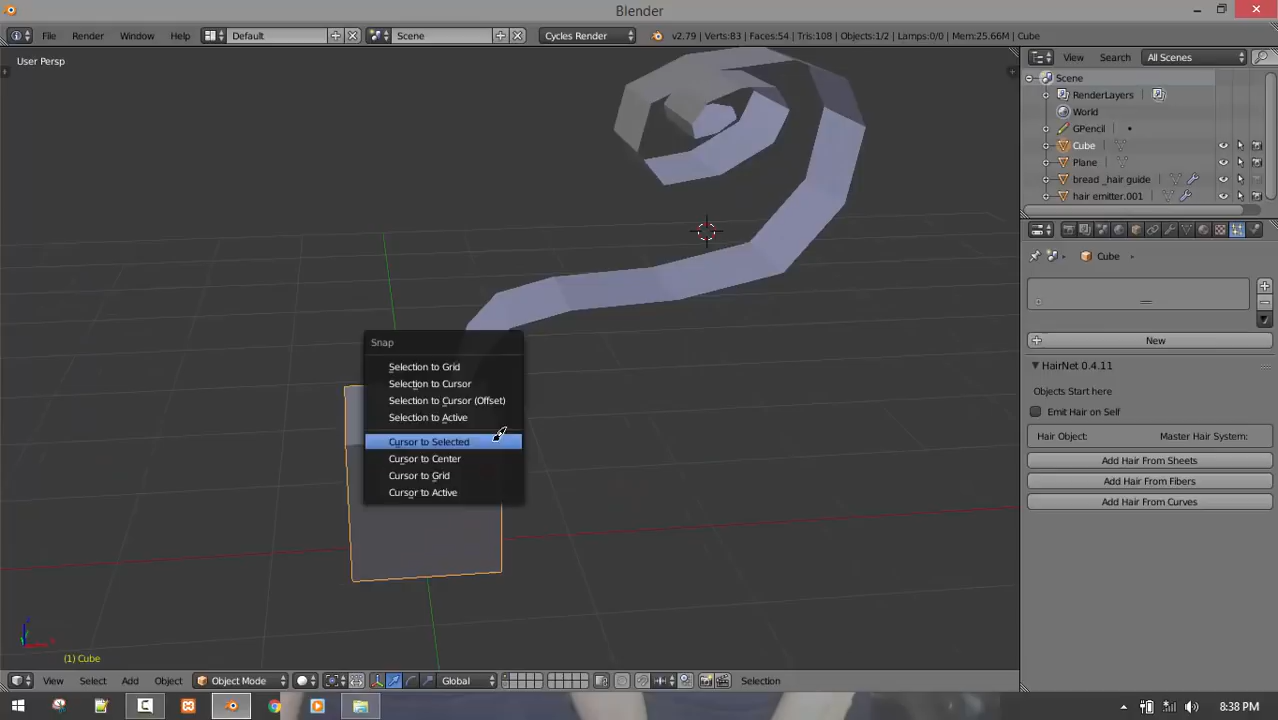 Blender
File Render Window Help Default Scene Cycles Render v2.79 | Verts:83 | Faces:54 | Tris:108 | Objects:1/2 | Lamps:0/0 | Mem:25.66M | Cube
User Persp
View Search All Scenes
Scene
RenderLayers
World
GPencil
Cube
Plane
bread _hair guide
hair emitter.001
Cube
New
HairNet 0.4.11
Objects Start here
Emit Hair on Self
Hair Object: Master Hair System:
Add Hair From Sheets
Add Hair From Fibers
Add Hair From Curves
Snap
Selection to Grid
Selection to Cursor
Selection to Cursor (Offset)
Selection to Active
Cursor to Selected
Cursor to Center
Cursor to Grid
Cursor to Active
(1) Cube
View Select Add Object Object Mode Global Selection
8:38 PM